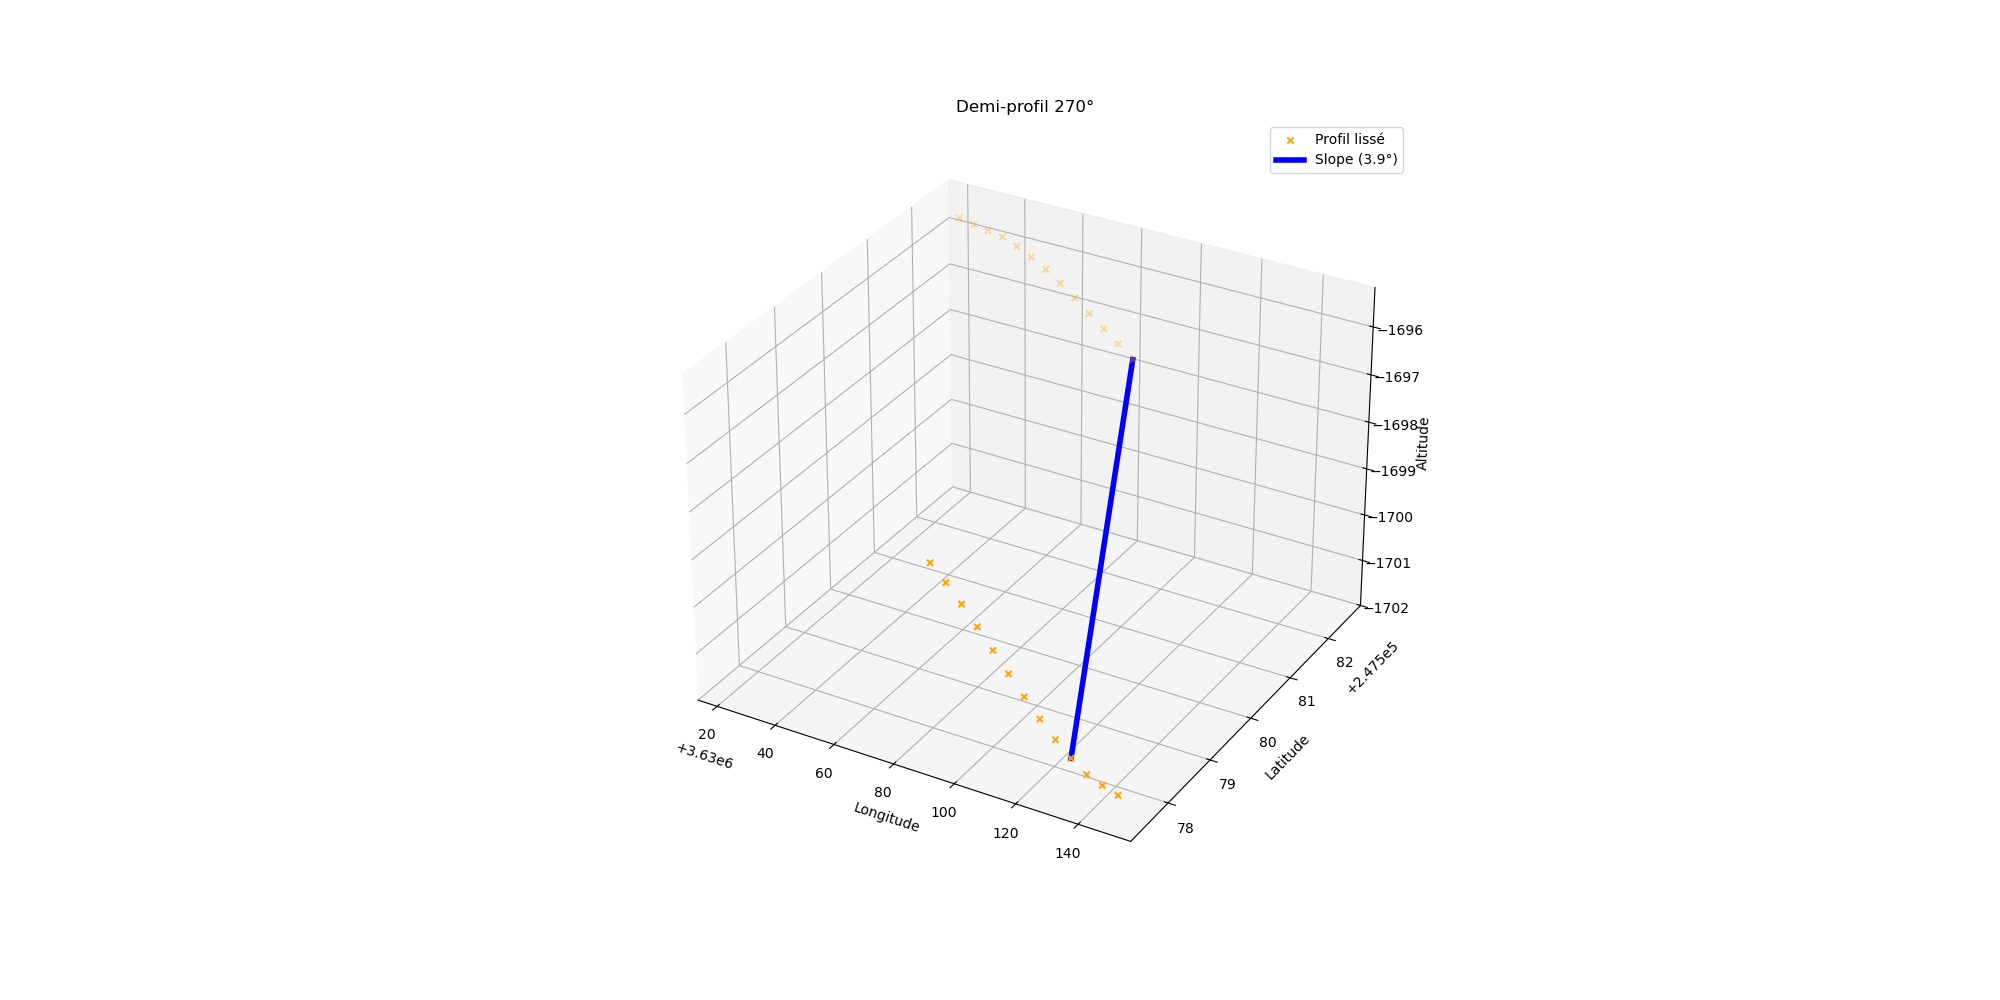 Demi-profil 270°
Profil lissé
Slope (3.9°)
−1696
−1697
−1698
−1699
−1700
−1701
−1702
Altitude
82
81
80
79
78
+2.475e5
Latitude
20
40
60
80
100
120
140
+3.63e6
Longitude